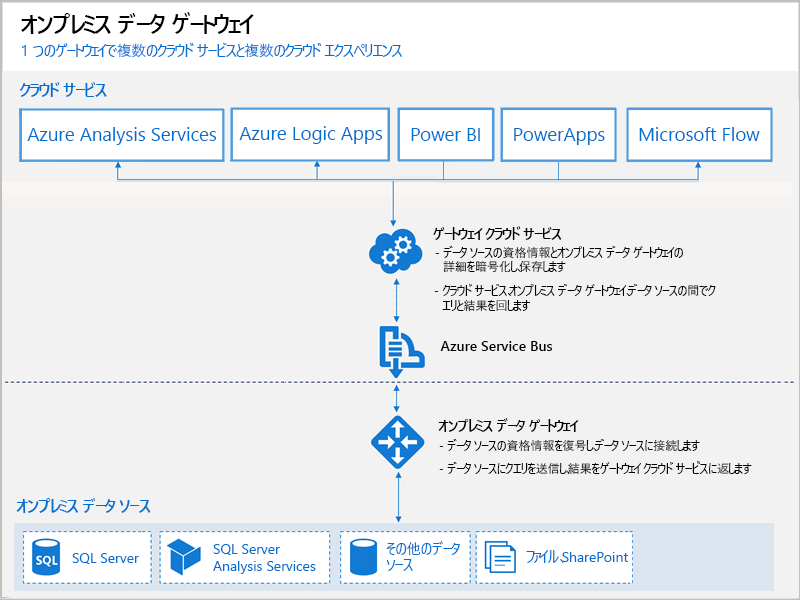 オンプレミス データ ゲートウェイ
1 つのゲートウェイで複数のクラウド サービスと複数のクラウド エクスペリエンス
クラウド サービス
Azure Analysis Services
Azure Logic Apps
Power BI
PowerApps
Microsoft Flow
ゲートウェイ クラウド サービス
- データ ソースの資格情報とオンプレミス データ ゲートウェイの
詳細を暗号化し、保存します
- クラウド サービス、オンプレミス データ ゲートウェイ、データ ソースの間でク
エリと結果を回します
Azure Service Bus
オンプレミス データ ゲートウェイ
- データ ソースの資格情報を復号し、データ ソースに接続します
- データ ソースにクエリを送信し、結果をゲートウェイ クラウド サービスに返します
オンプレミス データ ソース
SQL
SQL Server
SQL Server
Analysis Services
その他のデータ
ソース
ファイル、SharePoint